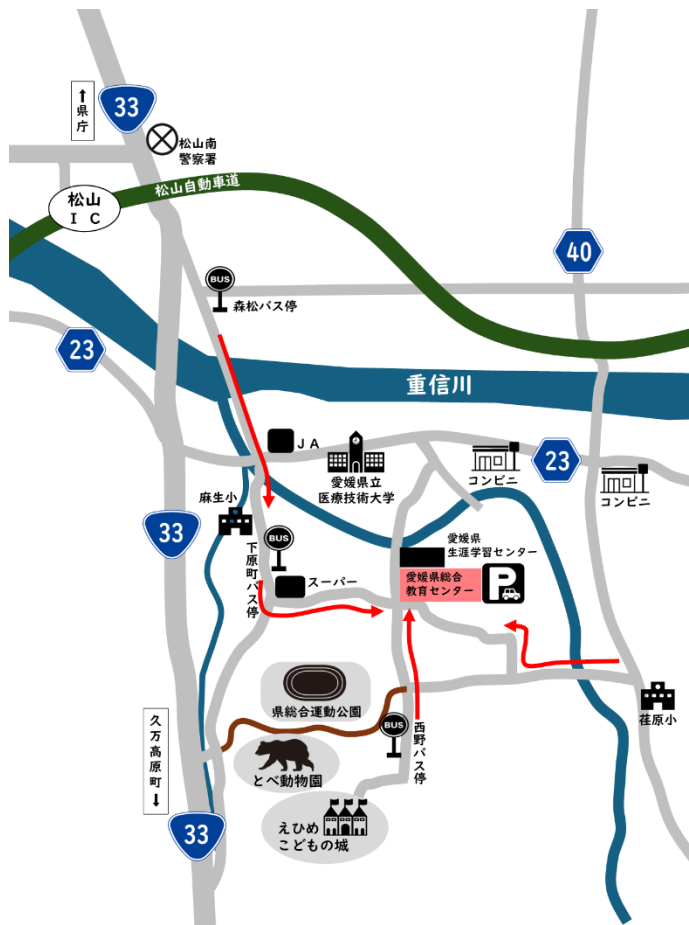 ↑県庁
33
松山南
警察署
松山自動車道
松山
ＩＣ
40
BUS
森松バス停
23
重信川
ＪＡ
愛媛県立
医療技術大学
コンビニ
23
コンビニ
麻生小
33
BUS
下原町バス停
スーパー
愛媛県
生涯学習センター
愛媛県総合
教育センター
P
県総合運動公園
荏原小
BUS
西野バス停
久万高原町↓
とべ動物園
33
えひめ
こどもの城